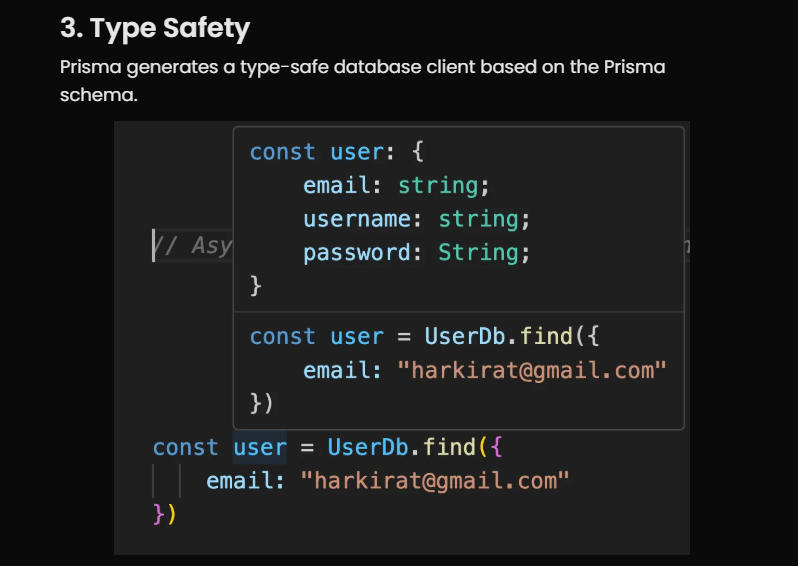 3. Type Safety
Prisma generates a type-safe database client based on the Prisma
schema.
const user: {
email: string;
username: string;
password: String;
}
// Asy
const user = UserDb.find({
email: "harkirat@gmail.com"
})
const user = UserDb.find({
email: "harkirat@gmail.com"
})